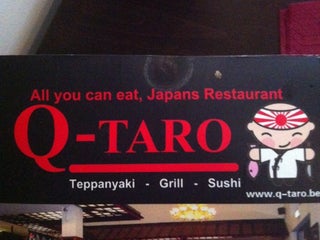 All you can eat, Japans Restaurant
Q-TARO
Teppanyaki - Grill - Sushi
www.q-taro.be